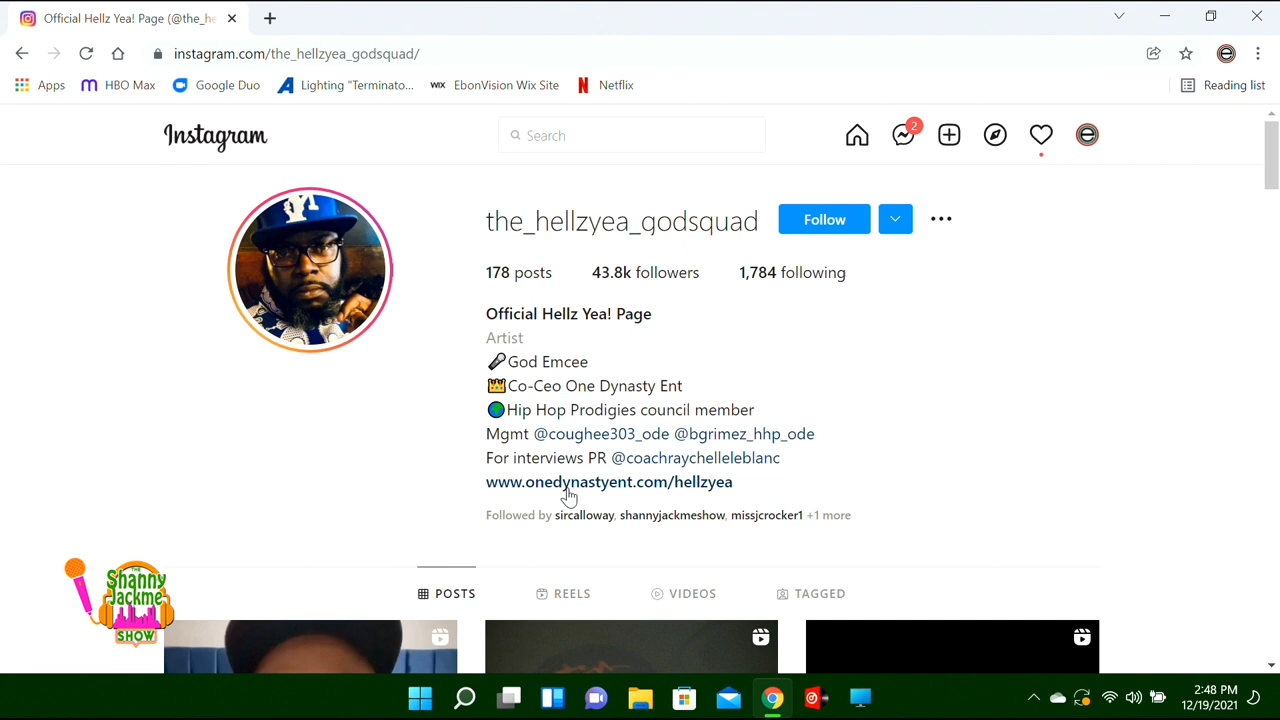 Official Hellz Yea! Page (@the_he
instagram.com/the_hellzyea_godsquad/
Apps HBO Max Google Duo Lighting "Terminato... WIX EbonVision Wix Site Netflix Reading list
Instagram Search 2
the_hellzyea_godsquad Follow
178 posts 43.8k followers 1,784 following
Official Hellz Yea! Page
Artist
🎤God Emcee
👑Co-Ceo One Dynasty Ent
🌍Hip Hop Prodigies council member
Mgmt @coughee303_ode @bgrimez_hhp_ode
For interviews PR @coachraychelleleblanc
www.onedynastyent.com/hellzyea
Followed by sircalloway, shannyjackmeshow, missjcrocker1 +1 more
THE
Shanny
Jackme
SHOW
POSTS REELS VIDEOS TAGGED
2:48 PM
12/19/2021